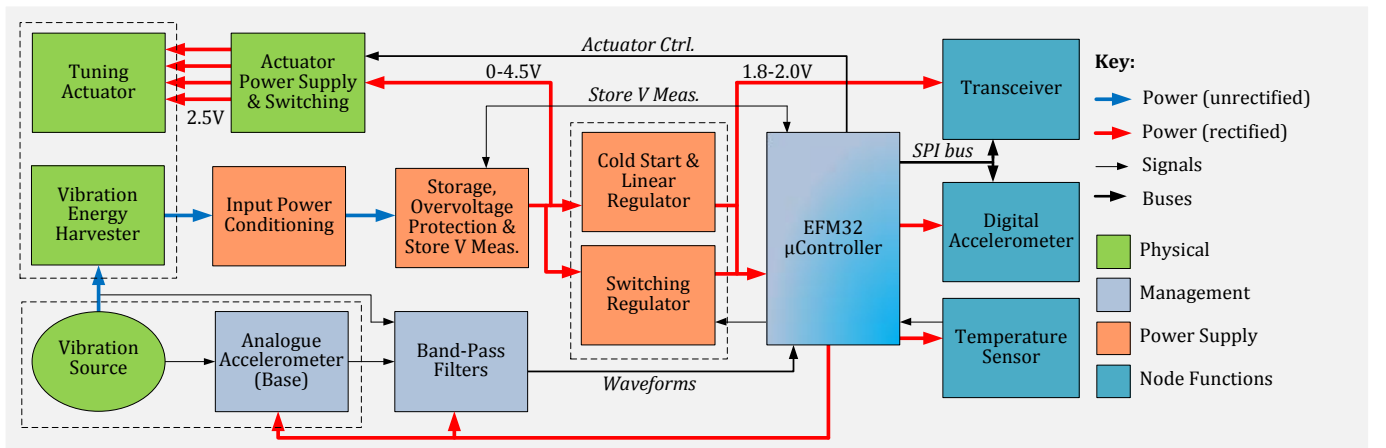 Tuning
Actuator
Actuator
Power Supply
& Switching
2.5V
Actuator Ctrl.
0-4.5V
1.8-2.0V
Store V Meas.
Transceiver
SPI bus
Vibration
Energy
Harvester
Input Power
Conditioning
Storage,
Overvoltage
Protection &
Store V Meas.
Cold Start &
Linear
Regulator
Switching
Regulator
EFM32
µController
Digital
Accelerometer
Temperature
Sensor
Vibration
Source
Analogue
Accelerometer
(Base)
Band-Pass
Filters
Waveforms
Key:
Power (unrectified)
Power (rectified)
Signals
Buses
Physical
Management
Power Supply
Node Functions